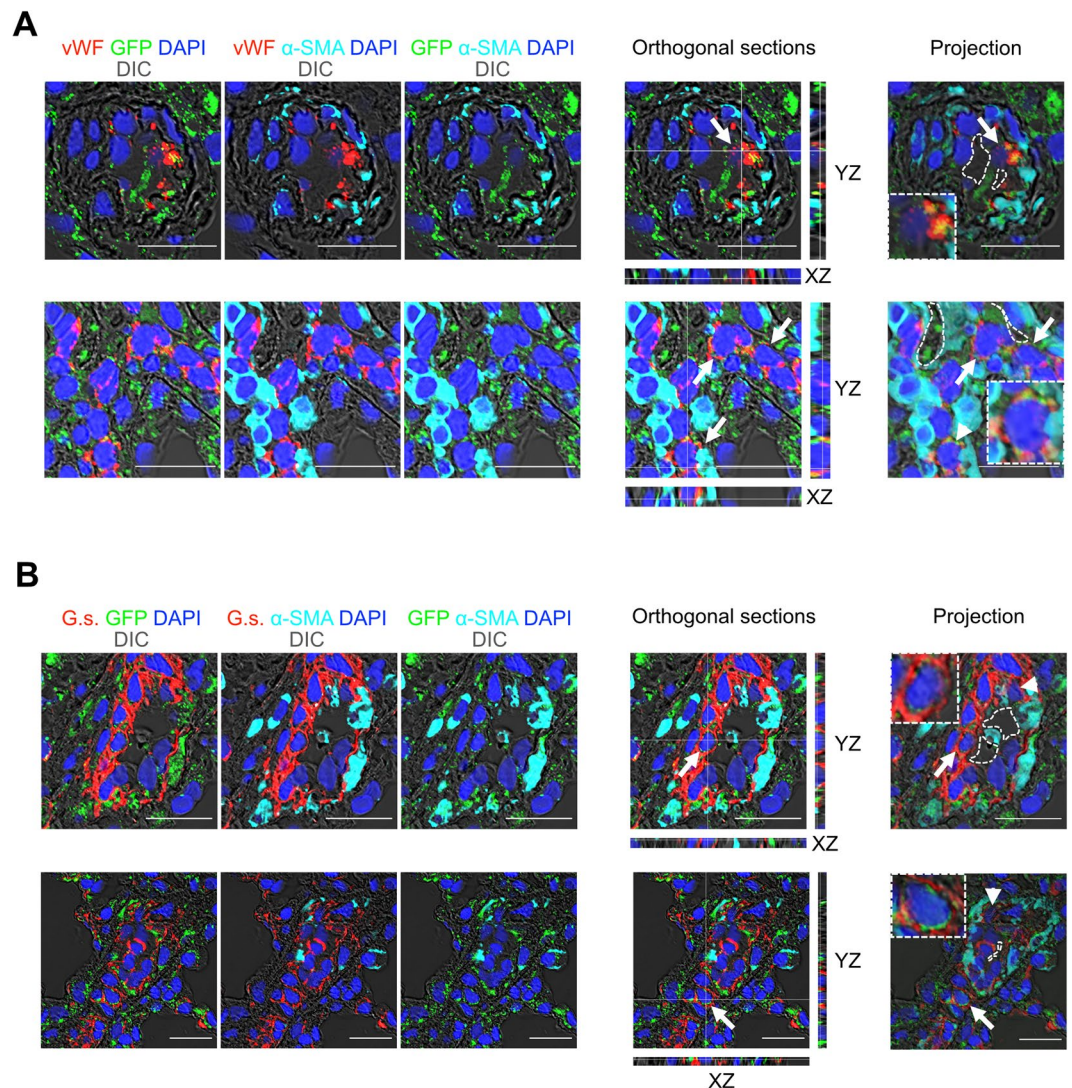 A
vWF GFP DAPI
DIC
vWF α-SMA DAPI
DIC
GFP α-SMA DAPI
DIC
Orthogonal sections
Projection
YZ
XZ
YZ
XZ
B
G.s. GFP DAPI
DIC
G.s. α-SMA DAPI
DIC
GFP α-SMA DAPI
DIC
Orthogonal sections
Projection
YZ
XZ
YZ
XZ